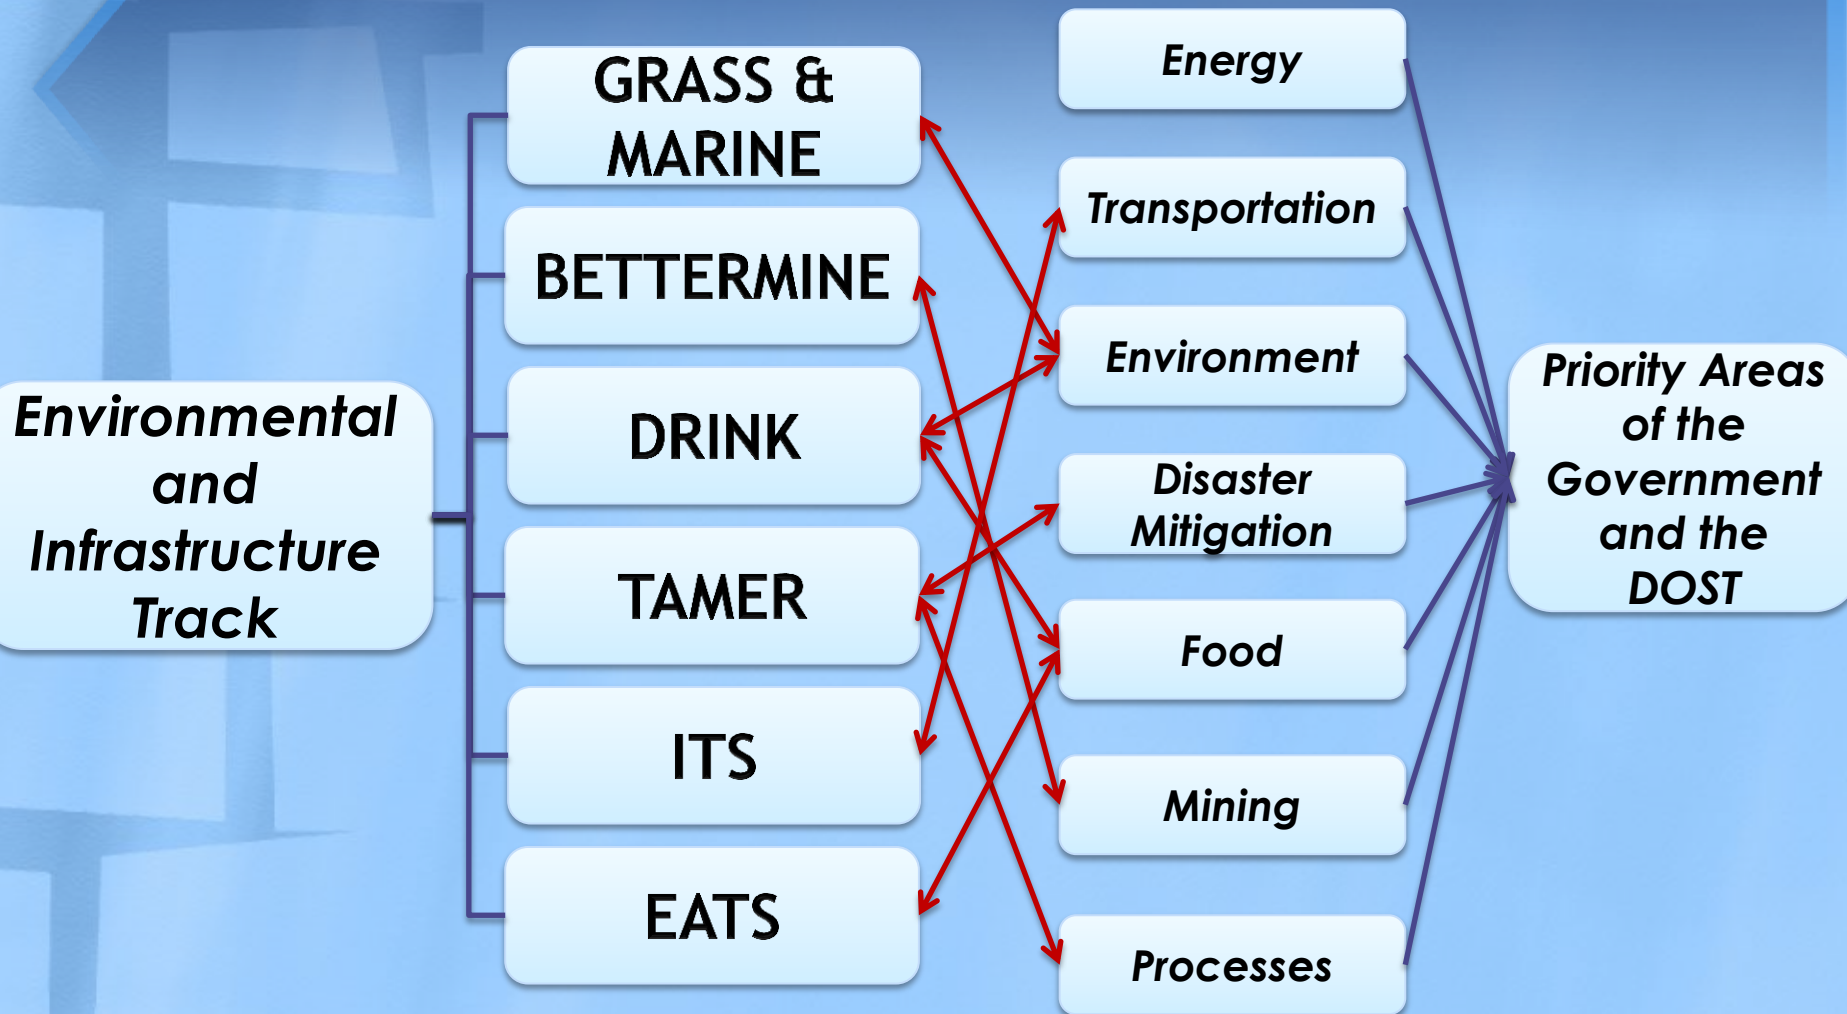 Environmental
and
Infrastructure
Track
GRASS &
MARINE
BETTERMINE
DRINK
TAMER
ITS
EATS
Energy
Transportation
Environment
Disaster
Mitigation
Food
Mining
Processes
Priority Areas
of the
Government
and the
DOST